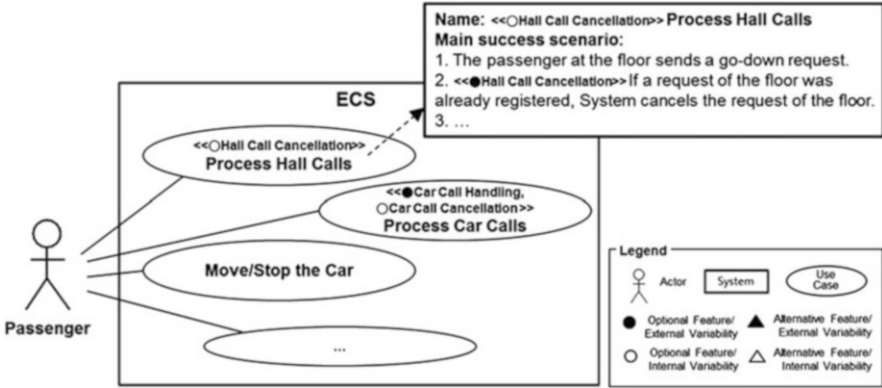 Name: <<○Hall Call Cancellation>> Process Hall Calls
Main success scenario:
1. The passenger at the floor sends a go-down request.
2. <<●Hall Call Cancellation>> If a request of the floor was
already registered, System cancels the request of the floor.
3. ...
ECS
<<○Hall Call Cancellation>>
Process Hall Calls
<<●Car Call Handling,
○Car Call Cancellation>>
Process Car Calls
Move/Stop the Car
...
Passenger
Legend
Actor
System
Use
Case
Optional Feature/
External Variability
Alternative Feature/
External Variability
Optional Feature/
Internal Variability
Alternative Feature/
Internal Variability